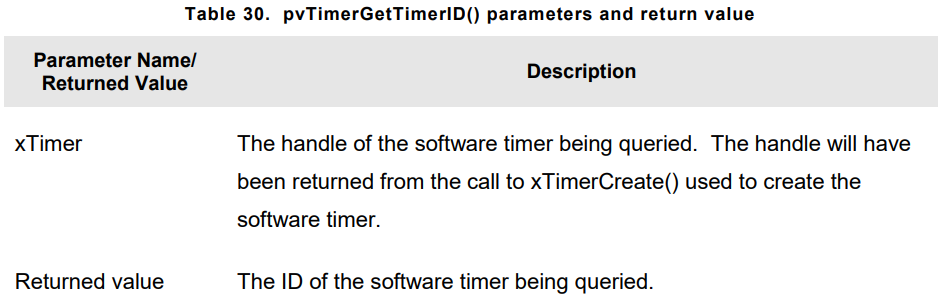 Table 30. pvTimerGetTimerID() parameters and return value
Parameter Name/
Returned Value
Description
xTimer
The handle of the software timer being queried. The handle will have
been returned from the call to xTimerCreate() used to create the
software timer.
Returned value
The ID of the software timer being queried.